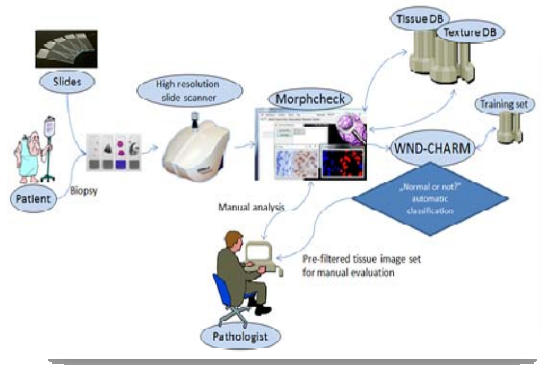 Tissue DB
Texture DB
Slides
High resolution
slide scanner
Morphcheck
Training set
WND-CHARM
Patient
Biopsy
„Normal or not?"
automatic
classification
Manual analysis
Pre-filtered tissue image set
for manual evaluation
Pathologist